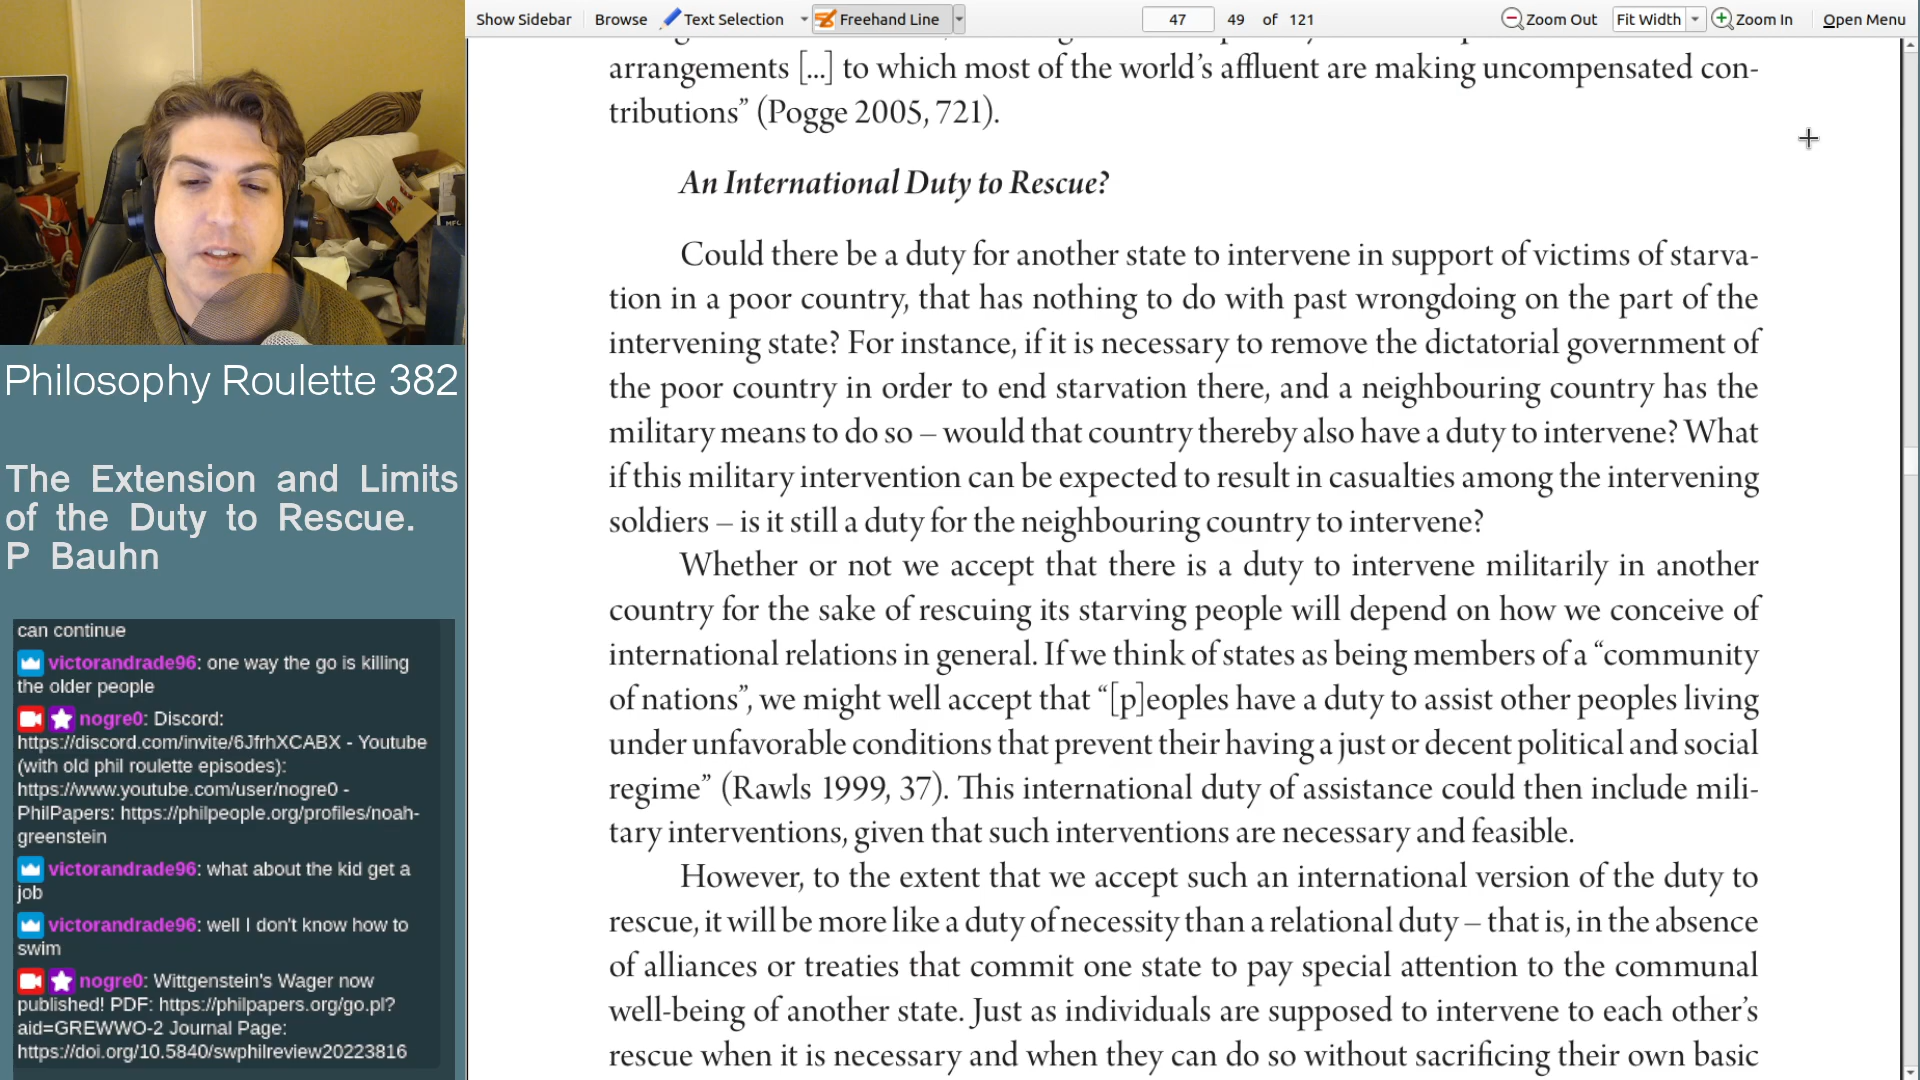 Show Sidebar Browse Text Selection Freehand Line 47 49 of 121 Zoom Out Fit Width Zoom In Open Menu
arrangements [...] to which most of the world's affluent are making uncompensated con-
tributions” (Pogge 2005, 721).
An International Duty to Rescue?
Could there be a duty for another state to intervene in support of victims of starva-
tion in a poor country, that has nothing to do with past wrongdoing on the part of the
intervening state? For instance, if it is necessary to remove the dictatorial government of
the poor country in order to end starvation there, and a neighbouring country has the
military means to do so – would that country thereby also have a duty to intervene? What
if this military intervention can be expected to result in casualties among the intervening
soldiers – is it still a duty for the neighbouring country to intervene?
Whether or not we accept that there is a duty to intervene militarily in another
country for the sake of rescuing its starving people will depend on how we conceive of
international relations in general. If we think of states as being members of a “community
of nations”, we might well accept that “[p]eoples have a duty to assist other peoples living
under unfavorable conditions that prevent their having a just or decent political and social
regime” (Rawls 1999, 37). This international duty of assistance could then include mili-
tary interventions, given that such interventions are necessary and feasible.
However, to the extent that we accept such an international version of the duty to
rescue, it will be more like a duty of necessity than a relational duty – that is, in the absence
of alliances or treaties that commit one state to pay special attention to the communal
well-being of another state. Just as individuals are supposed to intervene to each other's
rescue when it is necessary and when they can do so without sacrificing their own basic
Philosophy Roulette 382
The Extension and Limits
of the Duty to Rescue.
P Bauhn
can continue
victorandrade96: one way the go is killing
the older people
nogre0: Discord:
https://discord.com/invite/6JfrhXCABX - Youtube
(with old phil roulette episodes):
https://www.youtube.com/user/nogre0 -
PhilPapers: https://philpeople.org/profiles/noah-
greenstein
victorandrade96: what about the kid get a
job
victorandrade96: well I don't know how to
swim
nogre0: Wittgenstein's Wager now
published! PDF: https://philpapers.org/go.pl?
aid=GREWWO-2 Journal Page:
https://doi.org/10.5840/swphilreview20223816